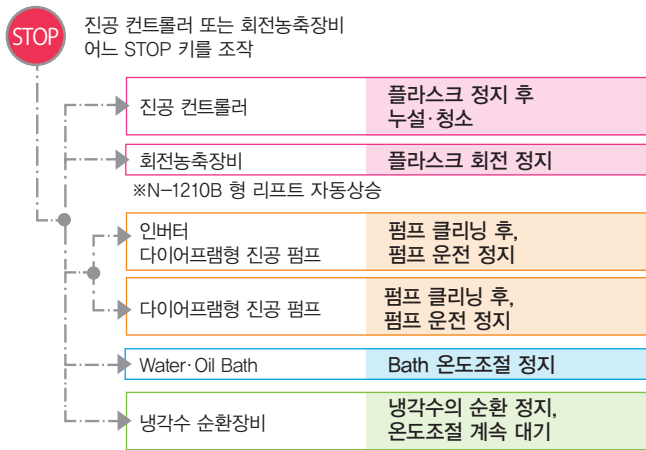 STOP
진공 컨트롤러 또는 회전농축장비
어느 STOP 키를 조작
진공 컨트롤러
플라스크 정지 후
누설·청소
회전농축장비
플라스크 회전 정지
※N-1210B 형 리프트 자동상승
인버터
다이어프램형 진공 펌프
펌프 클리닝 후,
펌프 운전 정지
다이어프램형 진공 펌프
펌프 클리닝 후,
펌프 운전 정지
Water·Oil Bath
Bath 온도조절 정지
냉각수 순환장비
냉각수의 순환 정지,
온도조절 계속 대기